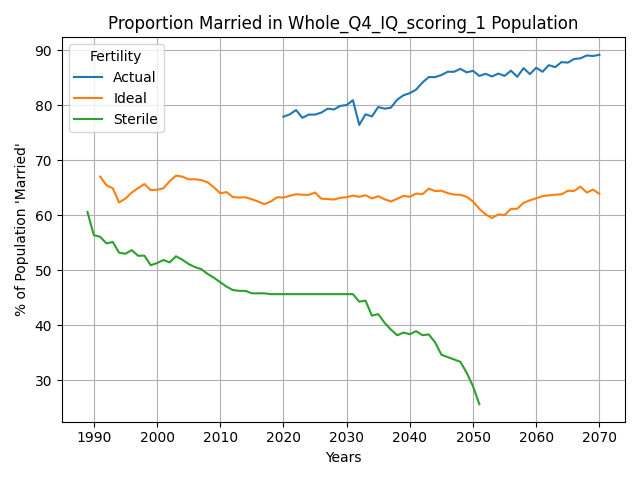 Proportion Married in Whole_Q4_IQ_scoring_1 Population
% of Population 'Married'
90
80
70
60
50
40
30
Fertility
Actual
Ideal
Sterile
1990 2000 2010 2020 2030 2040 2050 2060 2070
Years